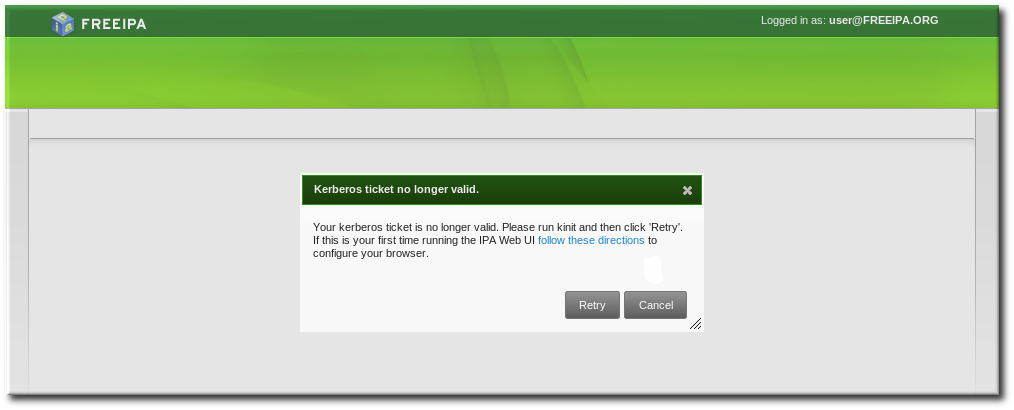 FREEIPA
Logged in as: user@FREEIPA.ORG
Kerberos ticket no longer valid.
Your kerberos ticket is no longer valid. Please run kinit and then click 'Retry'.
If this is your first time running the IPA Web UI follow these directions to
configure your browser.
Retry
Cancel